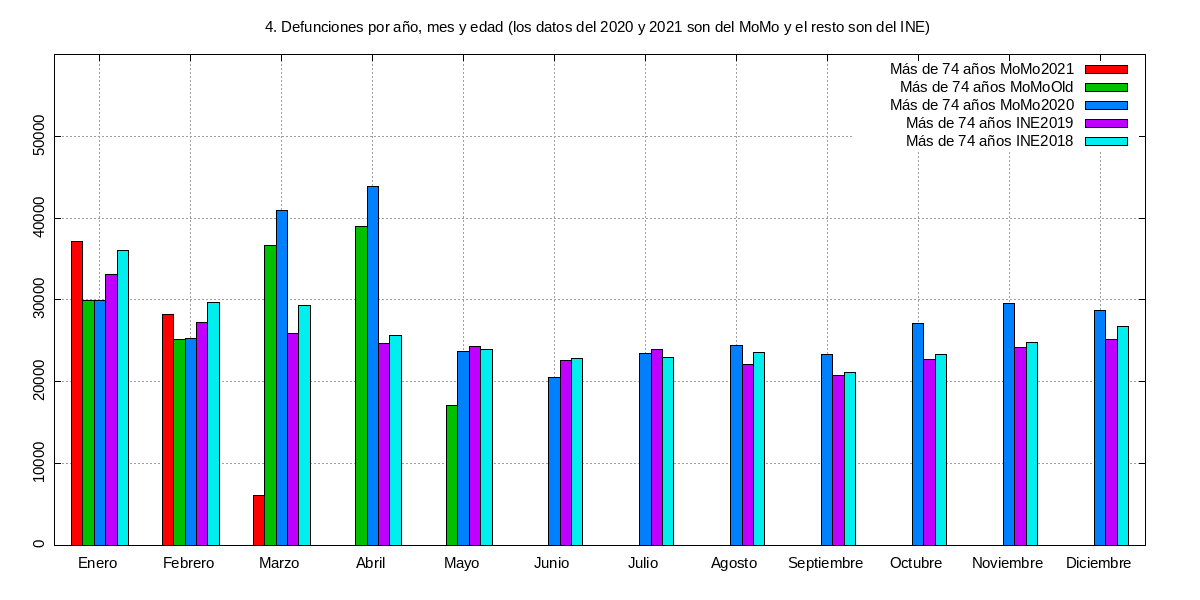 4. Defunciones por año, mes y edad (los datos del 2020 y 2021 son del MoMo y el resto son del INE)
Más de 74 años MoMo2021
Más de 74 años MoMoOld
Más de 74 años MoMo2020
Más de 74 años INE2019
Más de 74 años INE2018
50000
40000
30000
20000
10000
0
Enero Febrero Marzo Abril Mayo Junio Julio Agosto Septiembre Octubre Noviembre Diciembre